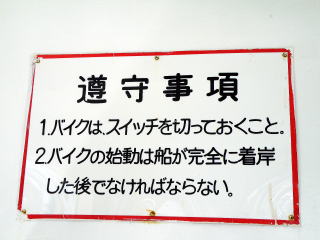 遵守事項
1.バイクは、スイッチを切っておくこと。
2.バイクの始動は船が完全に着岸
した後でなければならない。